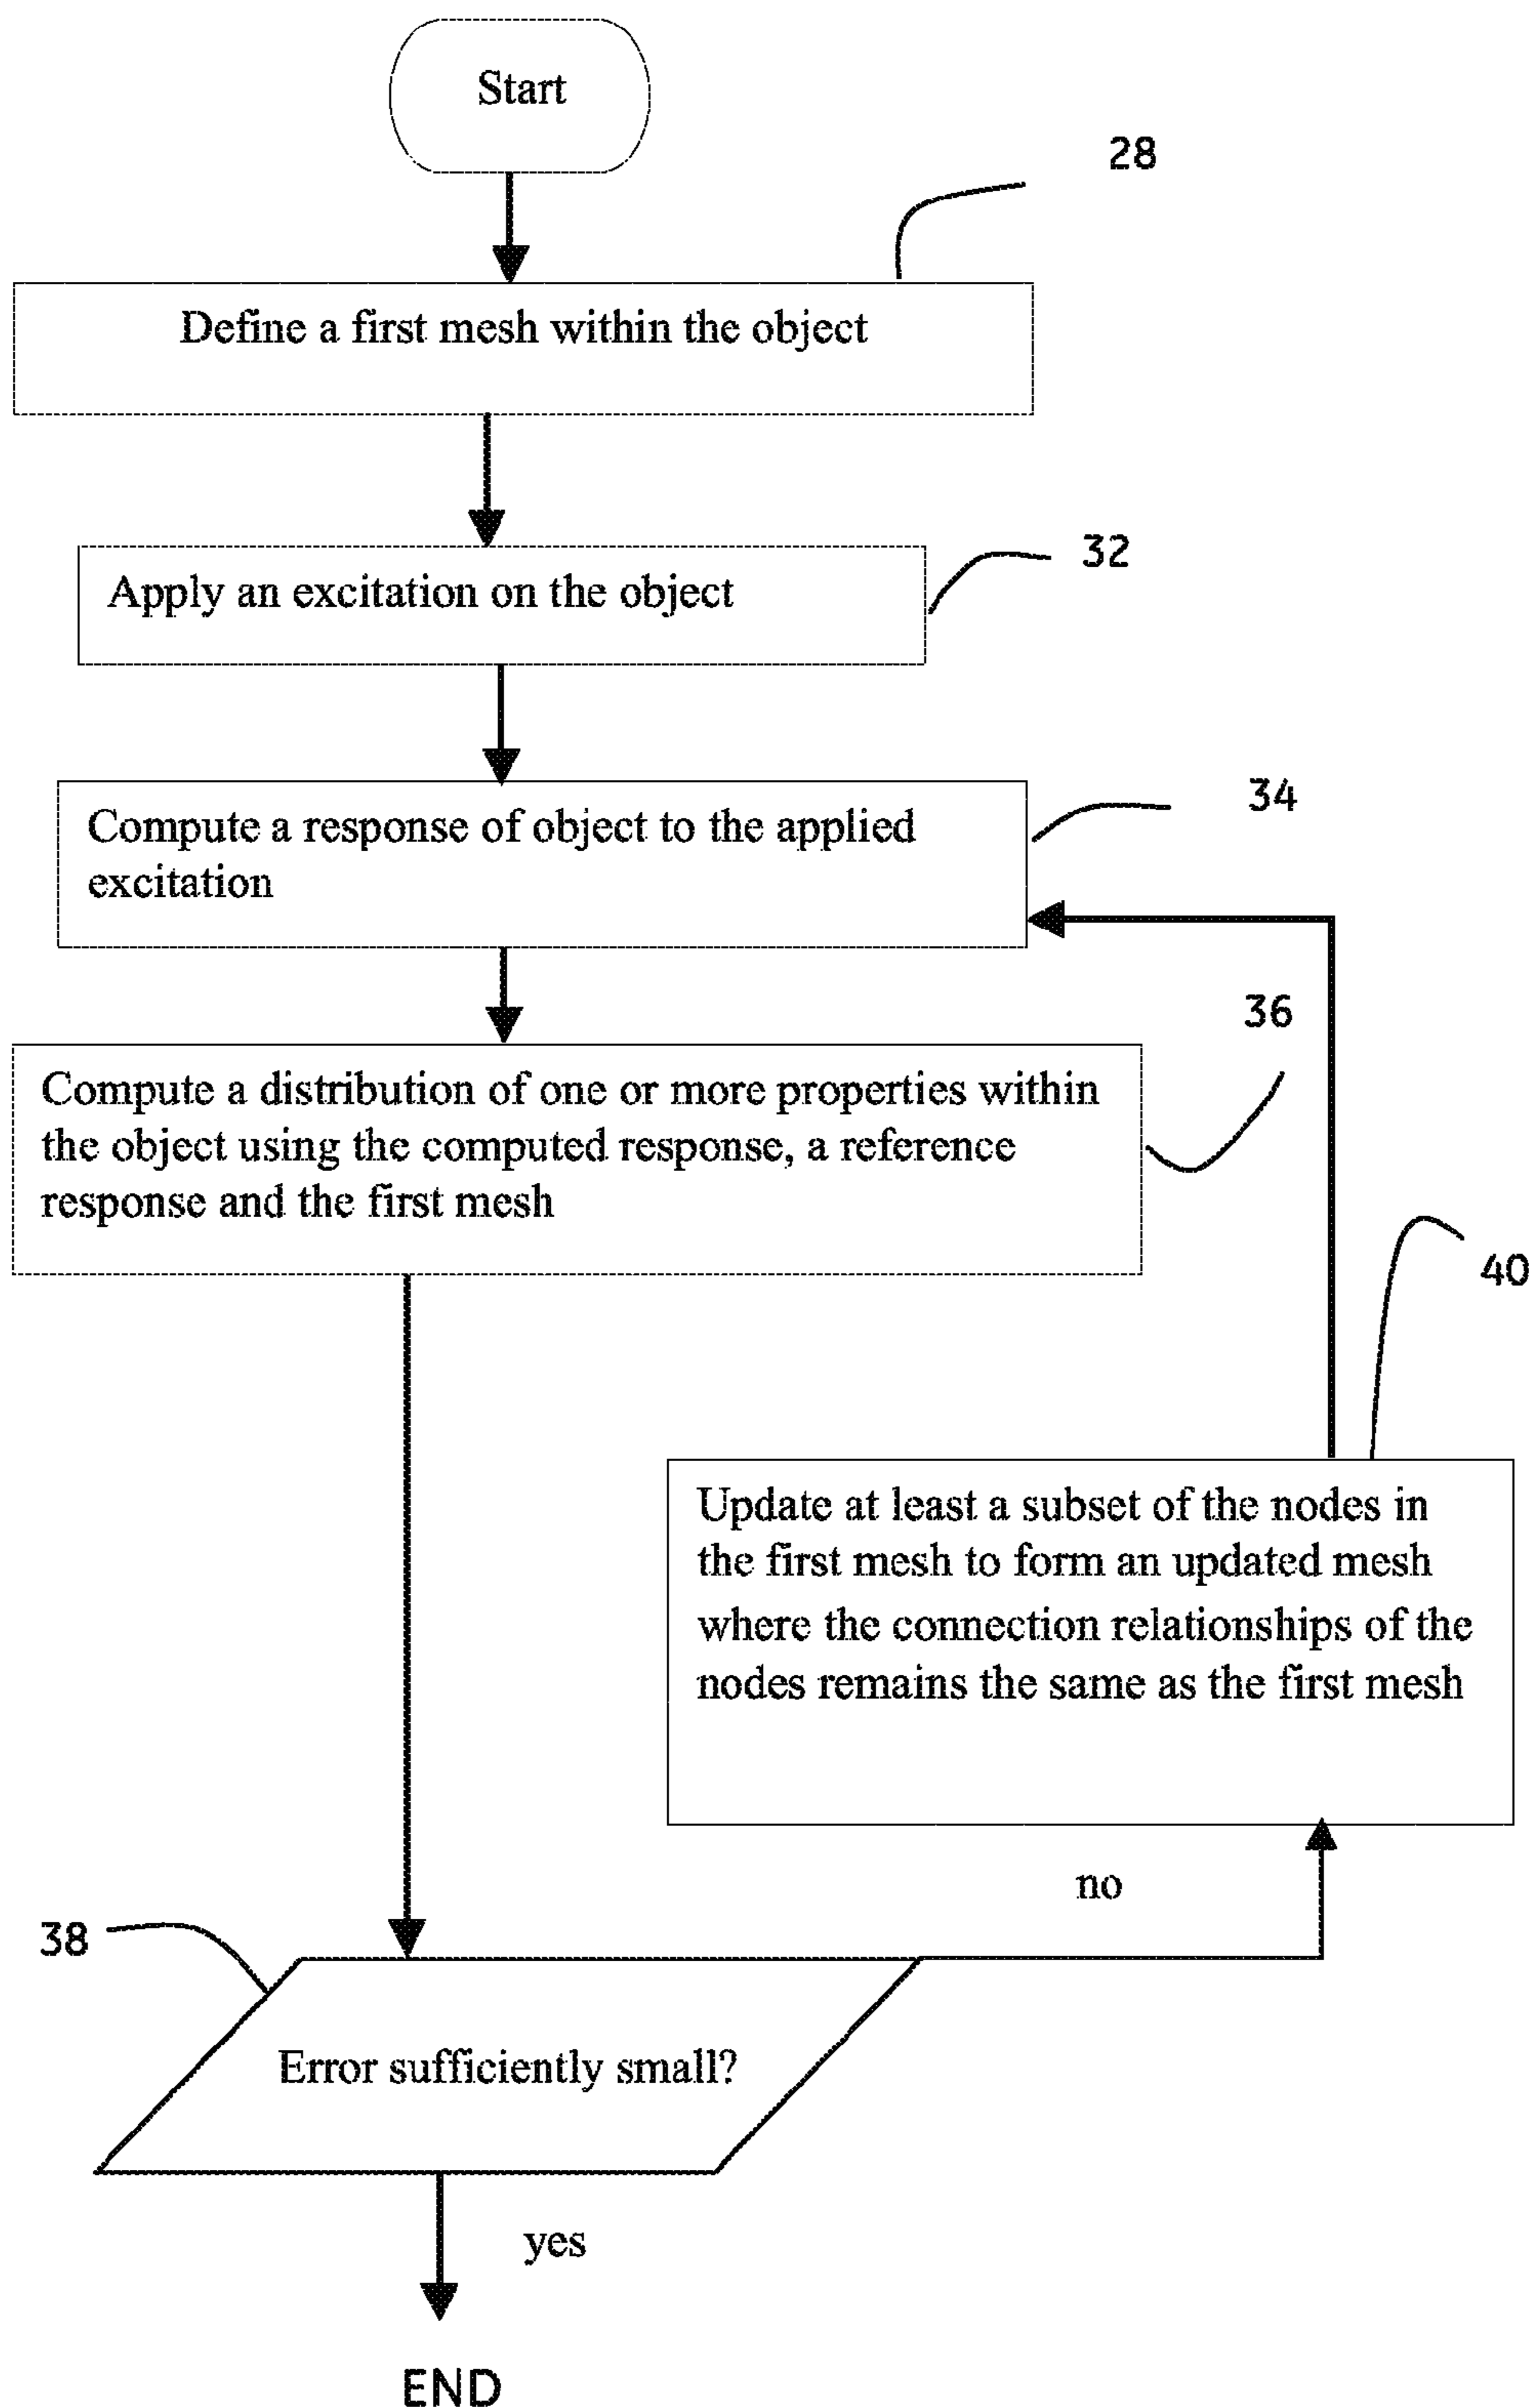 Start
28
Define a first mesh within the object
32
Apply an excitation on the object
34
Compute a response of object to the applied
excitation
36
Compute a distribution of one or more properties within
the object using the computed response, a reference
response and the first mesh
40
Update at least a subset of the nodes in
the first mesh to form an updated mesh
where the connection relationships of the
nodes remains the same as the first mesh
no
38
Error sufficiently small?
yes
END